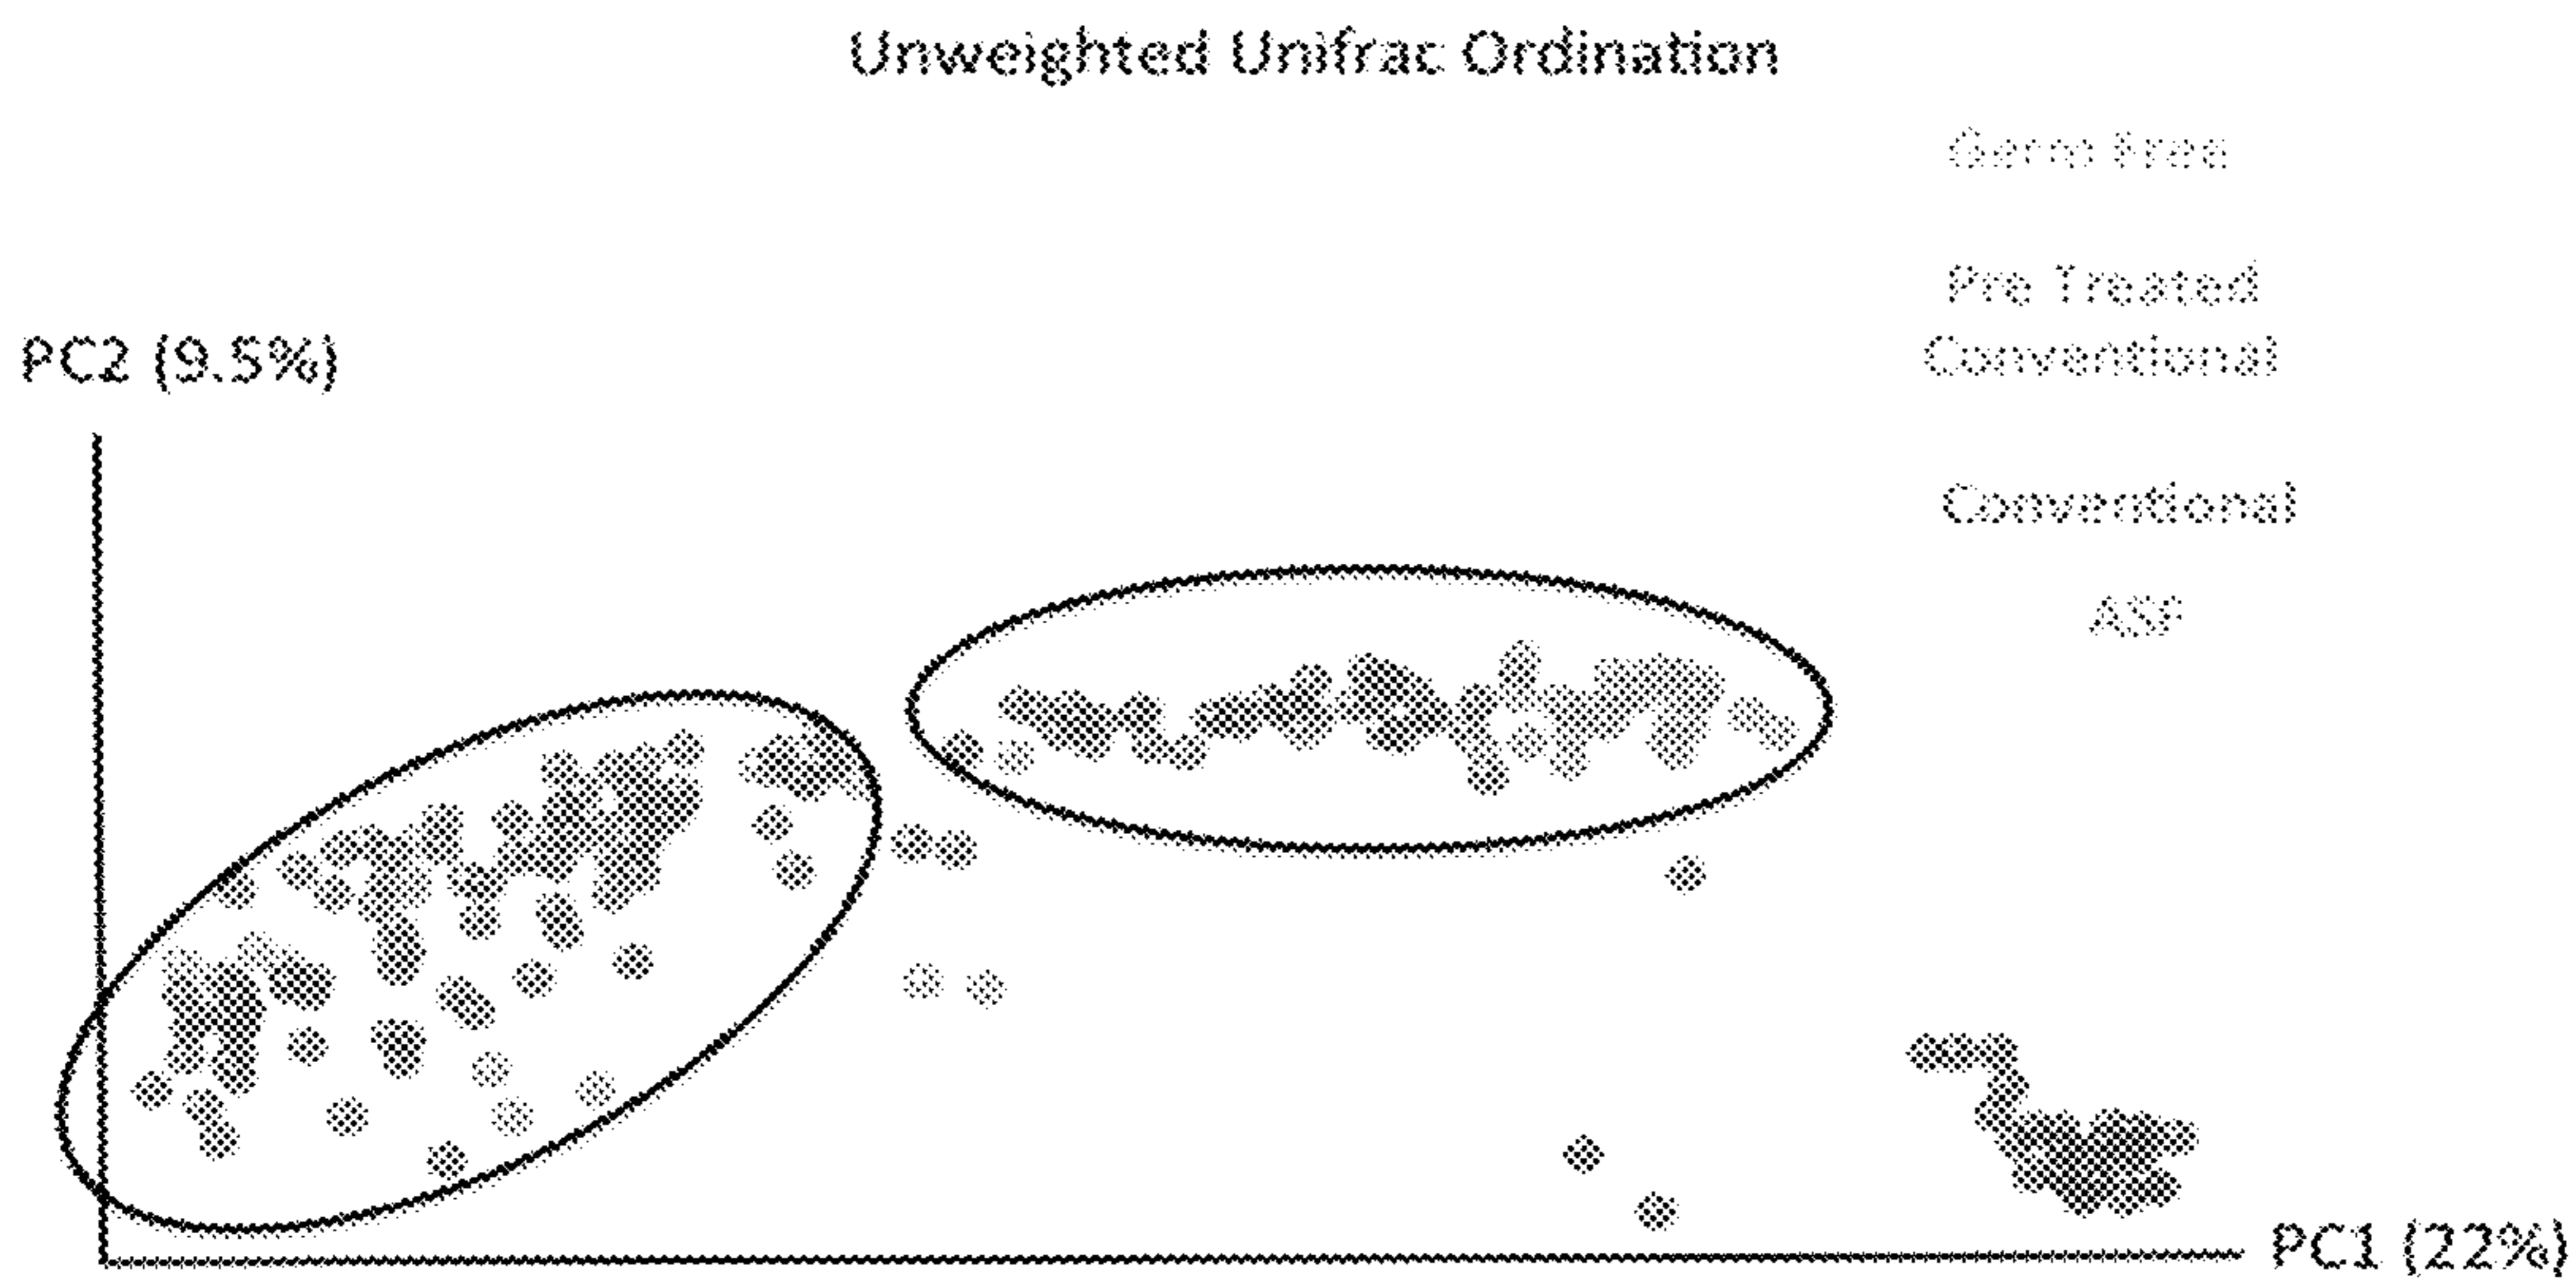 Unweighted Unifrac Ordination
Germ Free
Pre Treated
Conventional
PC2 (9.5%)
Conventional
ASF
PC1 (22%)